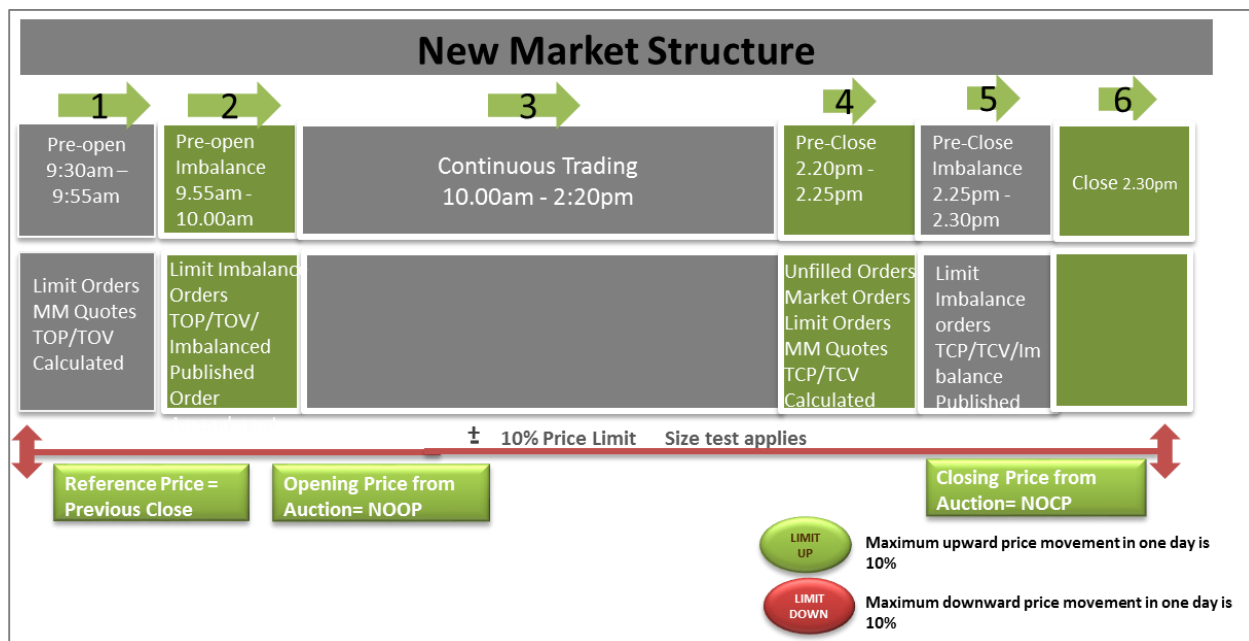 New Market Structure
1
2
3
4
5
6
Pre-open
9:30am –
9:55am
Pre-open
Imbalance
9.55am -
10.00am
Continuous Trading
10.00am - 2:20pm
Pre-Close
2.20pm -
2.25pm
Pre-Close
Imbalance
2.25pm -
2.30pm
Close 2.30pm
Limit Orders
MM Quotes
TOP/TOV
Calculated
Limit Imbalance
Orders
TOP/TOV/
Imbalanced
Published
Order
Unfilled Orders
Market Orders
Limit Orders
MM Quotes
TCP/TCV
Calculated
Limit
Imbalance
orders
TCP/TCV/Im
balance
Published
± 10% Price Limit Size test applies
Reference Price =
Previous Close
Opening Price from
Auction= NOOP
Closing Price from
Auction= NOCP
LIMIT
UP
Maximum upward price movement in one day is
10%
LIMIT
DOWN
Maximum downward price movement in one day is
10%